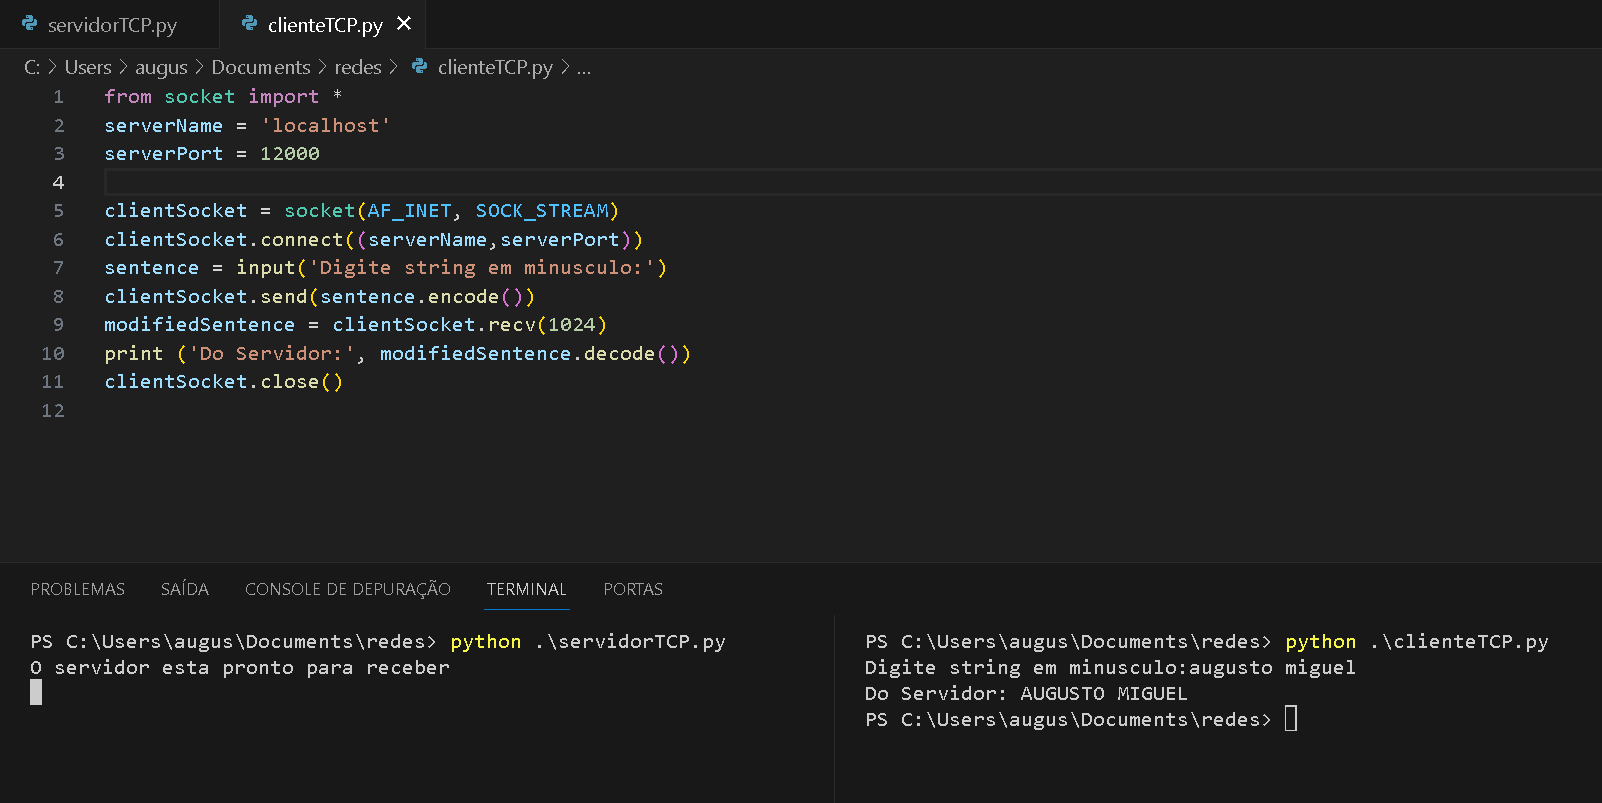 servidorTCP.py clienteTCP.py ×
C: > Users > augus > Documents > redes > clienteTCP.py > ...
1 from socket import *
2 serverName = 'localhost'
3 serverPort = 12000
4
5 clientSocket = socket(AF_INET, SOCK_STREAM)
6 clientSocket.connect((serverName,serverPort))
7 sentence = input('Digite string em minusculo:')
8 clientSocket.send(sentence.encode())
9 modifiedSentence = clientSocket.recv(1024)
10 print ('Do Servidor:', modifiedSentence.decode())
11 clientSocket.close()
12
PROBLEMAS SAÍDA CONSOLE DE DEPURAÇÃO TERMINAL PORTAS
PS C:\Users\augus\Documents\redes> python .\servidorTCP.py
O servidor esta pronto para receber
PS C:\Users\augus\Documents\redes> python .\clienteTCP.py
Digite string em minusculo:augusto miguel
Do Servidor: AUGUSTO MIGUEL
PS C:\Users\augus\Documents\redes>